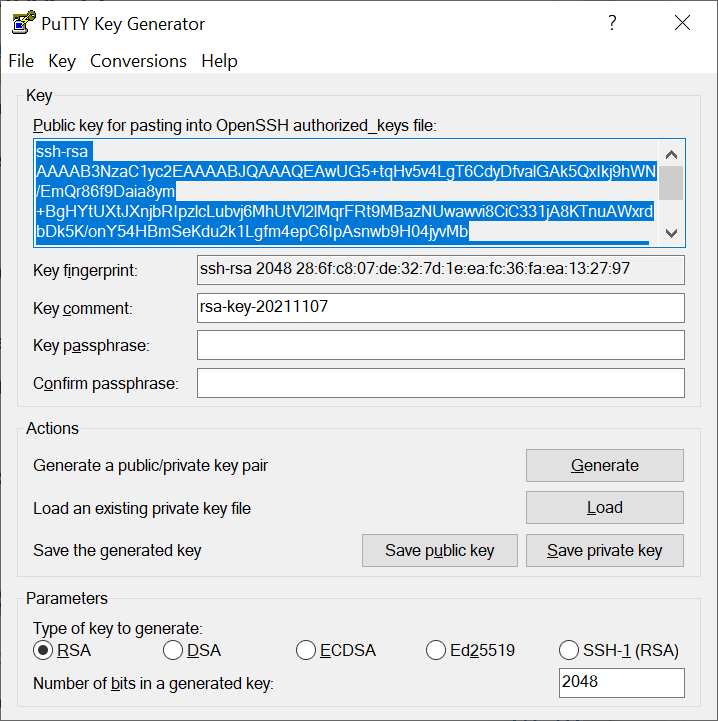 PuTTY Key Generator
?
File Key Conversions Help
Key
Public key for pasting into OpenSSH authorized_keys file:
ssh-rsa
AAAAB3NzaC1yc2EAAAABJQAAAQEAwUG5+tqHv5v4LgT6CdyDfvalGAk5QxIkj9hWN
/EmQr86f9Daia8ym
+BgHYtUXtJXnjbRIpzlcLubvj6MhUtVl2lMqrFRt9MBazNUwawvi8CiC331jA8KTnuAWxrd
bDk5K/onY54HBmSeKdu2k1Lgfm4epC6IpAsnwb9H04jyvMb
Key fingerprint: ssh-rsa 2048 28:6f:c8:07:de:32:7d:1e:ea:fc:36:fa:ea:13:27:97
Key comment: rsa-key-20211107
Key passphrase:
Confirm passphrase:
Actions
Generate a public/private key pair Generate
Load an existing private key file Load
Save the generated key Save public key Save private key
Parameters
Type of key to generate:
RSA DSA ECDSA Ed25519 SSH-1 (RSA)
Number of bits in a generated key: 2048